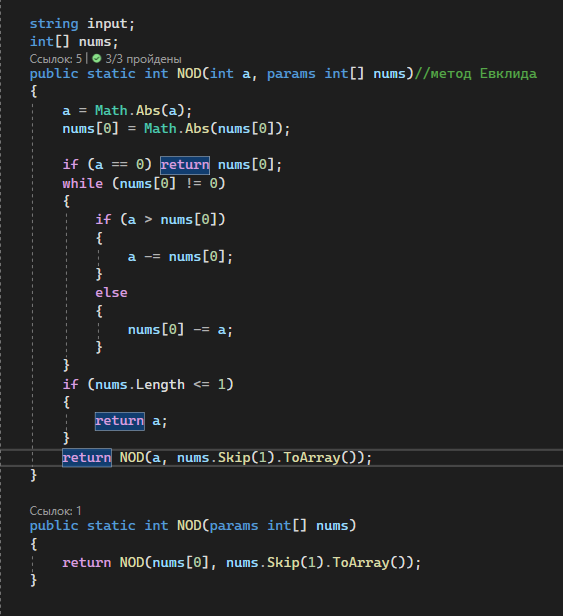 string input;
int[] nums;
Ссылок: 5 | 3/3 пройдены
public static int NOD(int a, params int[] nums)//метод Евклида
{
a = Math.Abs(a);
nums[0] = Math.Abs(nums[0]);
if (a == 0) return nums[0];
while (nums[0] != 0)
{
if (a > nums[0])
{
a -= nums[0];
}
else
{
nums[0] -= a;
}
}
if (nums.Length <= 1)
{
return a;
}
return NOD(a, nums.Skip(1).ToArray());
}
Ссылок: 1
public static int NOD(params int[] nums)
{
return NOD(nums[0], nums.Skip(1).ToArray());
}